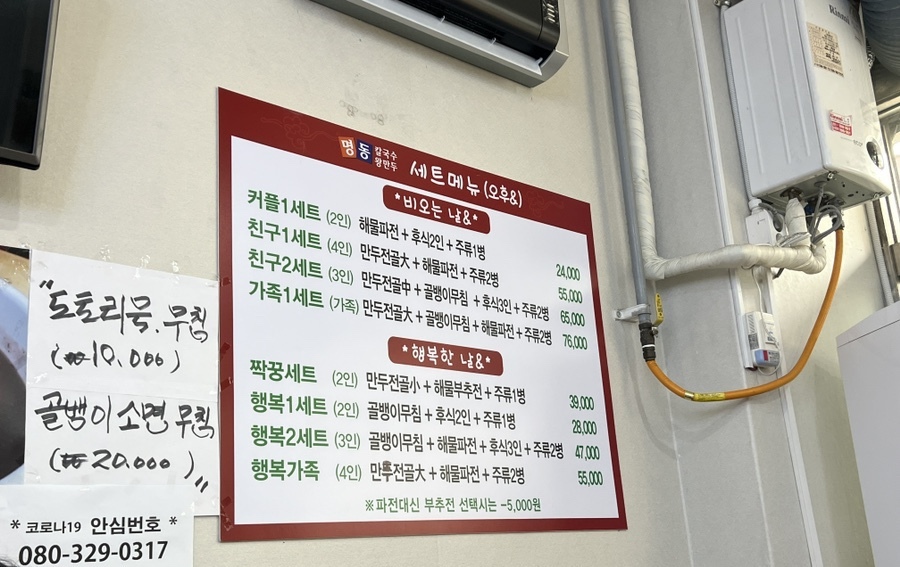 명동 칼국수 왕만두
세트메뉴 (오후&)
*비오는 날&*
커플1세트 (2인) 해물파전 + 후식2인 + 주류1병 24,000
친구1세트 (4인) 만두전골大 + 해물파전 + 주류2병 55,000
친구2세트 (3인) 만두전골中 + 골뱅이무침 + 후식3인 + 주류2병 65,000
가족1세트 (가족) 만두전골大 + 골뱅이무침 + 해물파전 + 주류2병 76,000
*행복한 날&*
짝꿍세트 (2인) 만두전골小 + 해물부추전 + 주류1병 39,000
행복1세트 (2인) 골뱅이무침 + 후식2인 + 주류1병 28,000
행복2세트 (3인) 골뱅이무침 + 해물파전 + 후식3인 + 주류2병 47,000
행복가족 (4인) 만두전골大 + 해물파전 + 주류2병 55,000
※파전대신 부추전 선택시는 -5,000원
"도토리묵.무침
(₩10.000)
골뱅이소면 무침
(₩20.000)"
* 코로나19 안심번호 *
080-329-0317
Rinnai